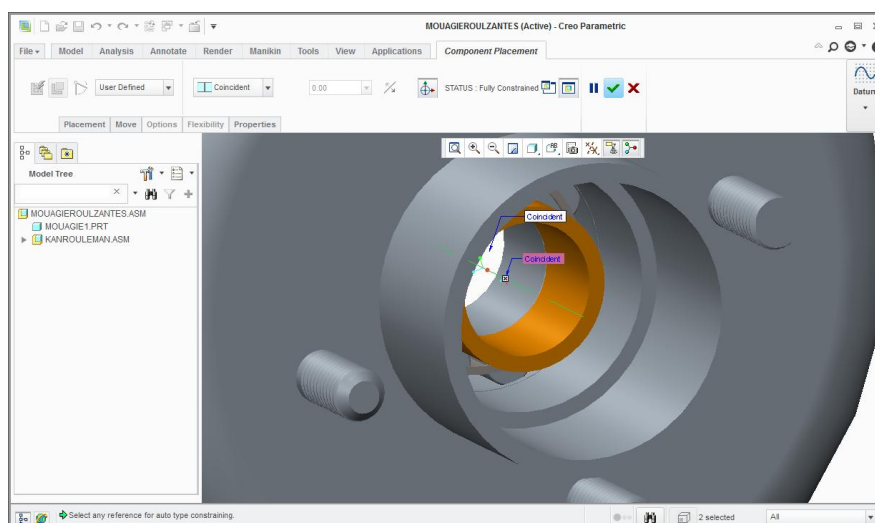 MOUAGIEROULZANTES (Active) - Creo Parametric
File Model Analysis Annotate Render Manikin Tools View Applications Component Placement
User Defined Coincident 0.00 STATUS : Fully Constrained
Datum
Placement Move Options Flexibility Properties
Model Tree
MOUAGIEROULZANTES.ASM
MOUAGIE1.PRT
KANROULEMAN.ASM
Coincident
Coincident
Select any reference for auto type constraining.
2 selected All